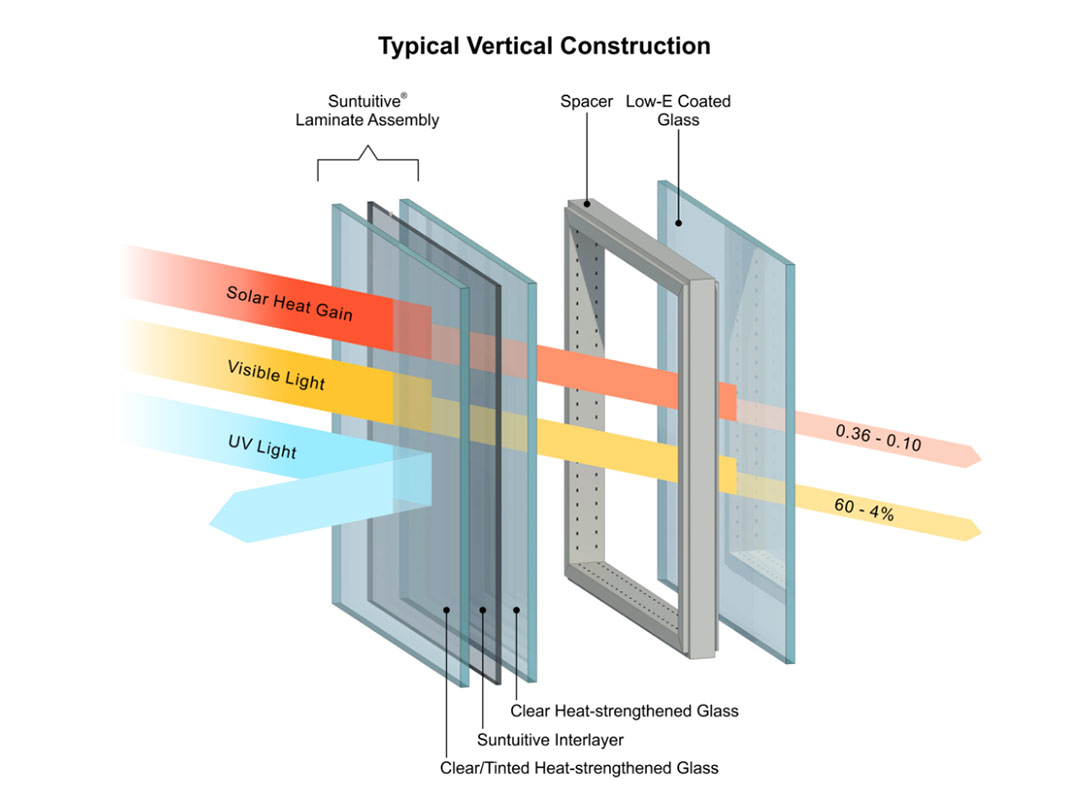 Typical Vertical Construction
Suntuitive®
Laminate Assembly
Spacer
Low-E Coated
Glass
Solar Heat Gain
Visible Light
UV Light
0.36 - 0.10
60 - 4%
Clear Heat-strengthened Glass
Suntuitive Interlayer
Clear/Tinted Heat-strengthened Glass